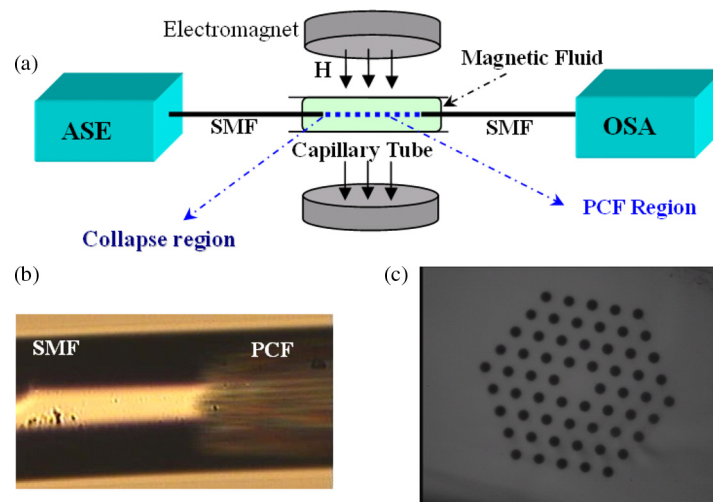 Electromagnet
(a)
H
Magnetic Fluid
ASE
SMF
SMF
OSA
Capillary Tube
PCF Region
Collapse region
(b)
(c)
SMF
PCF